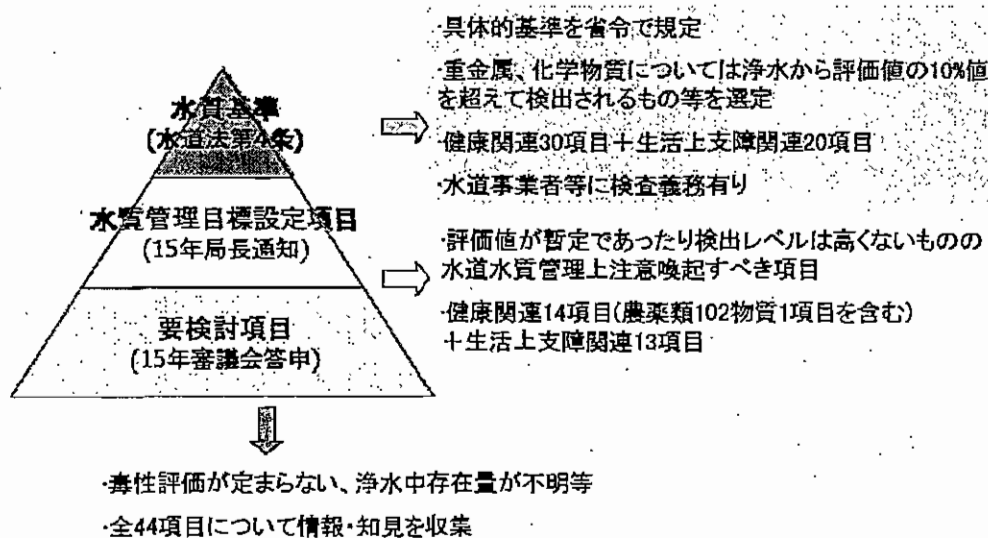 水質基準
(水道法第4条)
・具体的基準を省令で規定
・重金属、化学物質については浄水から評価値の10%値
を超えて検出されるもの等を選定
・健康関連30項目＋生活上支障関連20項目
・水道事業者等に検査義務有り
水質管理目標設定項目
(15年局長通知)
・評価値が暫定であったり検出レベルは高くないものの
水道水質管理上注意喚起すべき項目
・健康関連14項目(農薬類102物質1項目を含む)
＋生活上支障関連13項目
要検討項目
(15年審議会答申)
・毒性評価が定まらない、浄水中存在量が不明等
・全44項目について情報・知見を収集